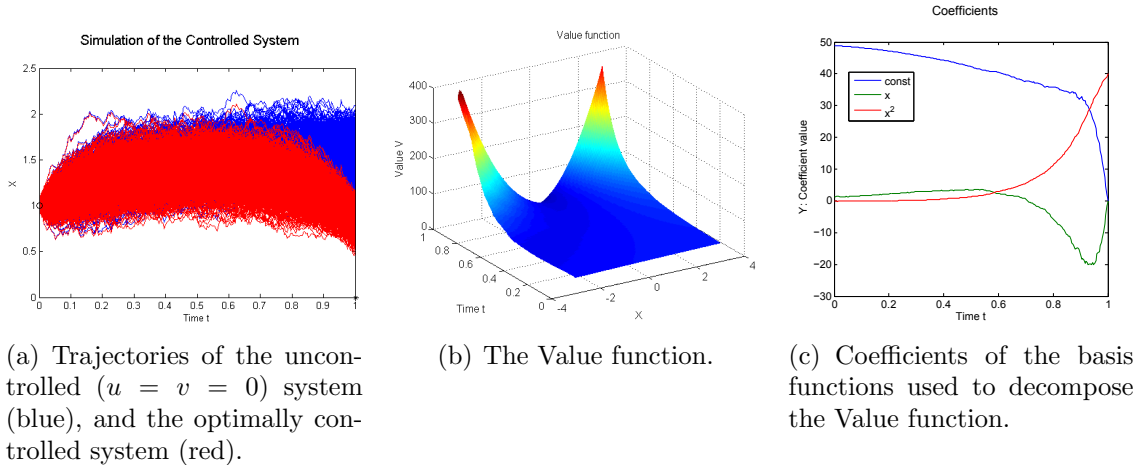 Simulation of the Controlled System
2.5
2
1.5
1
0.5
0
X
0 0.1 0.2 0.3 0.4 0.5 0.6 0.7 0.8 0.9 1
Time t
(a) Trajectories of the uncon-
trolled (u = v = 0) system
(blue), and the optimally con-
trolled system (red).
Value function
400
300
200
100
0
Value V
1 0.8 0.6 0.4 0.2 0
Time t
-4 -2 0 2 4
X
(b) The Value function.
Coefficients
50
40
30
20
10
0
−10
−20
−30
Y: Coefficient value
const
x
x²
0 0.2 0.4 0.6 0.8 1
Time t
(c) Coefficients of the basis
functions used to decompose
the Value function.